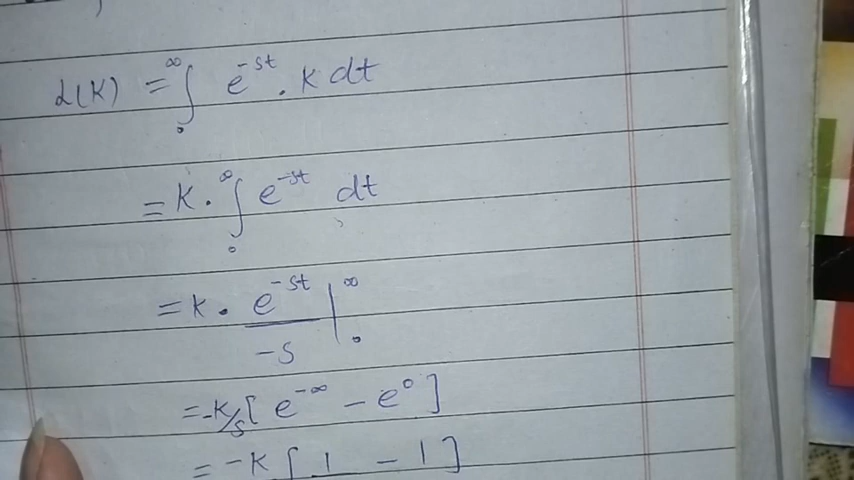 L(K) = ∫₀^∞ e^{-st} . K dt
= K . ∫₀^∞ e^{-st} dt
= K . e^{-st}/-s |₀^∞
= -K/s [ e^{-∞} - e^0 ]
= -K [ 1 - 1 ]